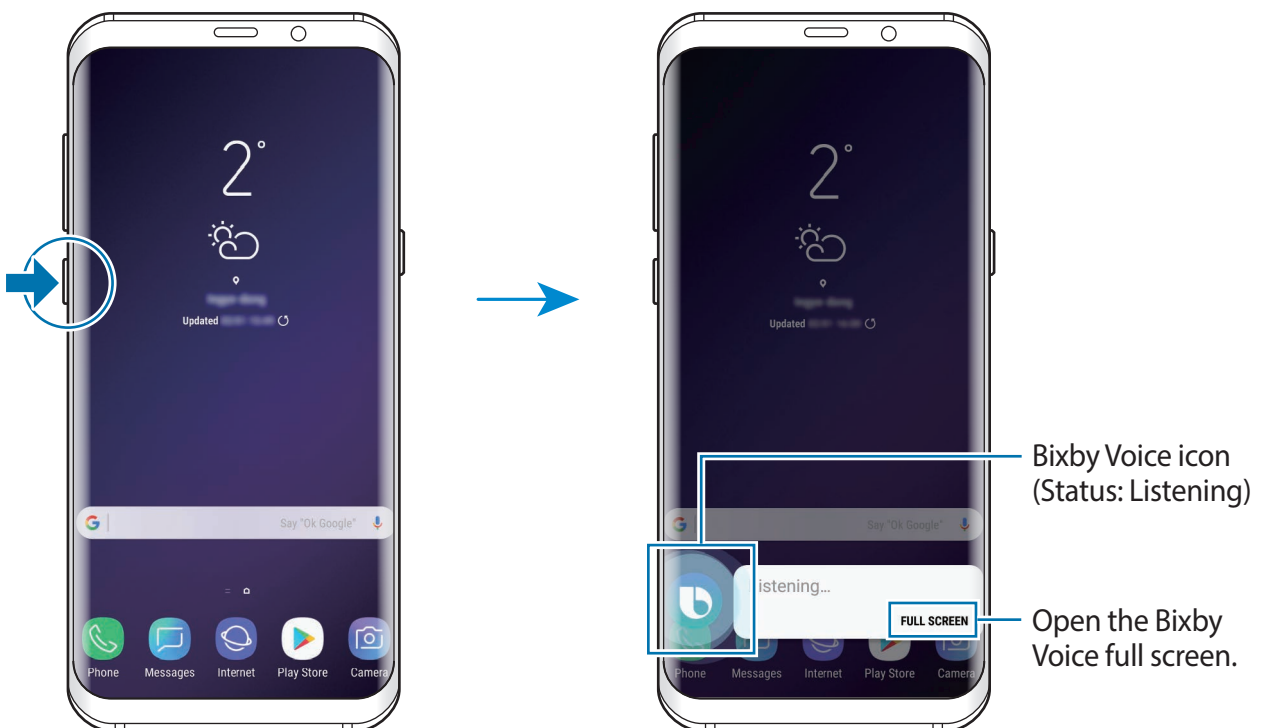 2°
Updated
G
Say "Ok Google"
Phone
Messages
Internet
Play Store
Camera
2°
Updated
G
Say "Ok Google"
istening...
FULL SCREEN
Phone
Messages
Internet
Play Store
Camera
Bixby Voice icon
(Status: Listening)
Open the Bixby
Voice full screen.